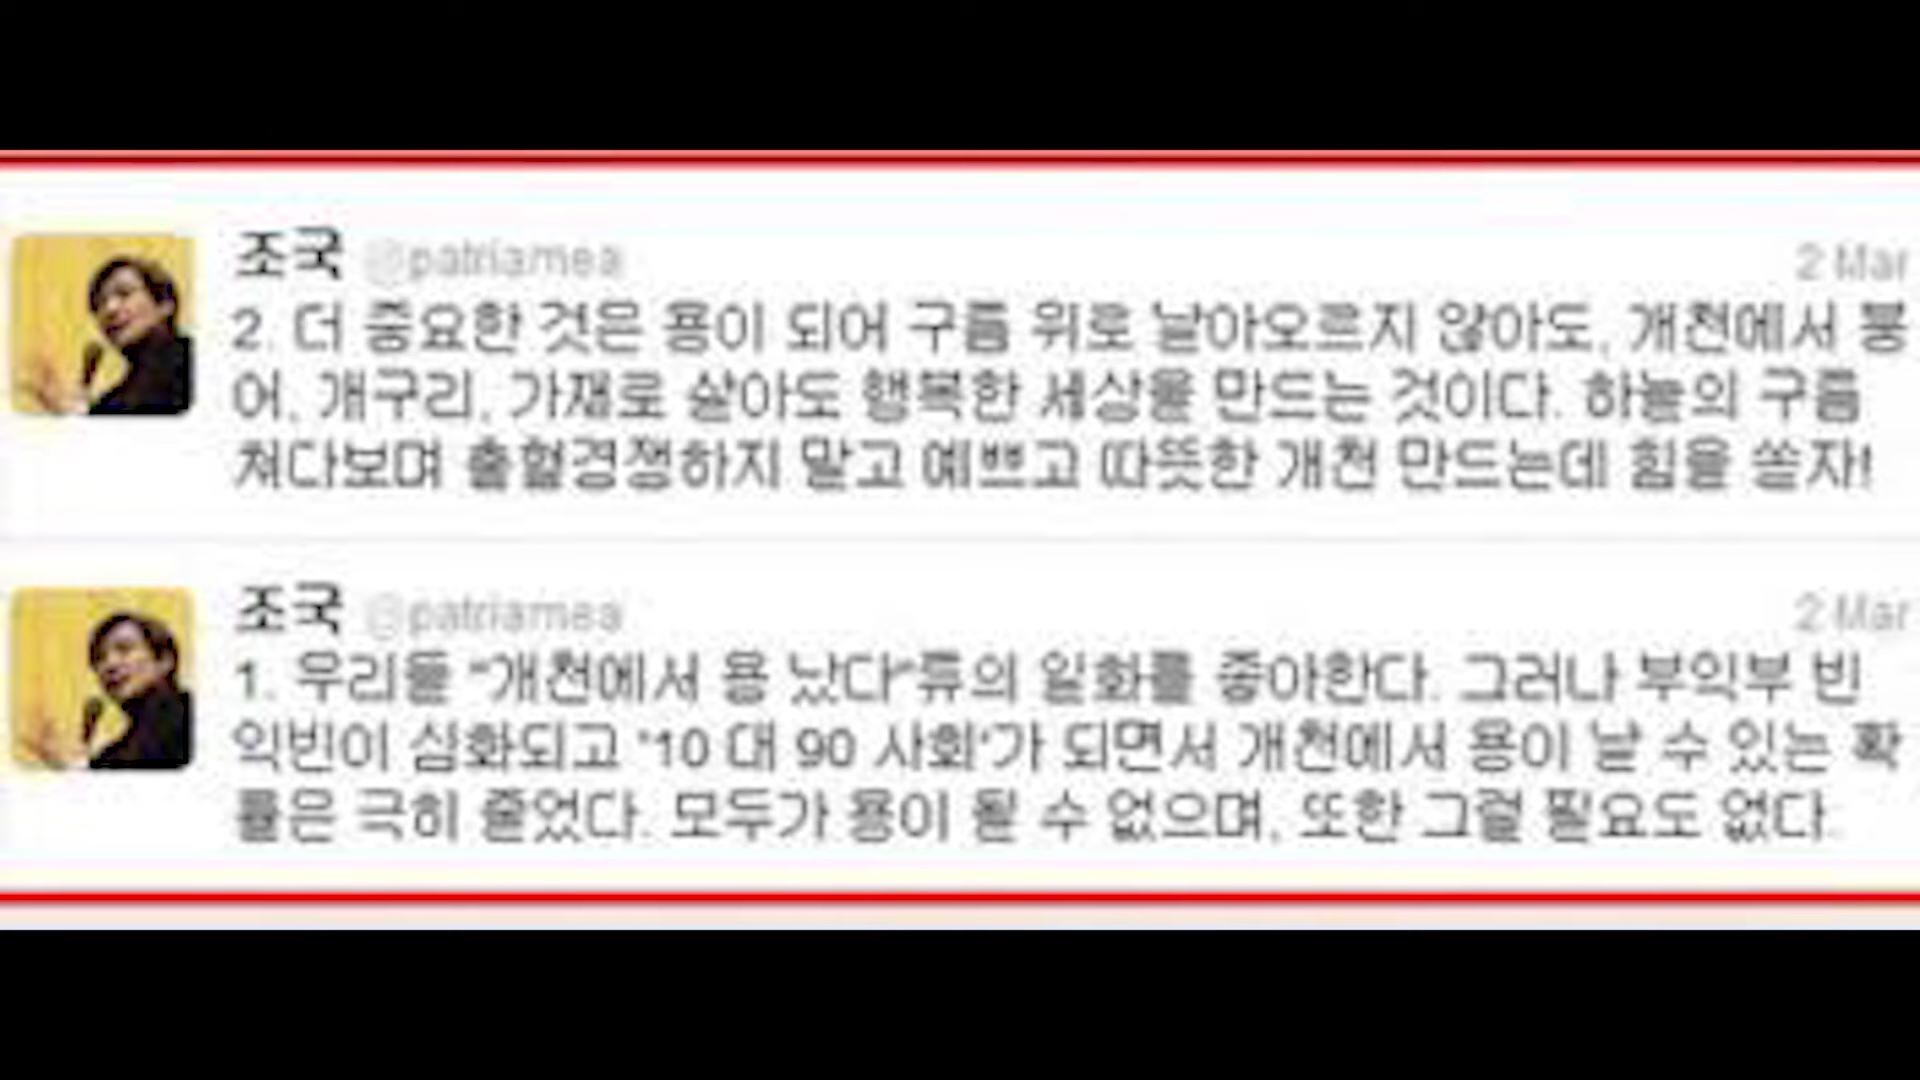 조국 @patriamea 2 Mar
2. 더 중요한 것은 용이 되어 구름 위로 날아오르지 않아도, 개천에서 붕
어, 개구리, 가재로 살아도 행복한 세상을 만드는 것이다. 하늘의 구름
쳐다보며 출혈경쟁하지 말고 예쁘고 따뜻한 개천 만드는데 힘을 쏟자!
조국 @patriamea 2 Mar
1. 우리들 "개천에서 용 났다"류의 일화를 좋아한다. 그러나 부익부 빈
익빈이 심화되고 '10 대 90 사회'가 되면서 개천에서 용이 날 수 있는 확
률은 극히 줄었다. 모두가 용이 될 수 없으며, 또한 그럴 필요도 없다.